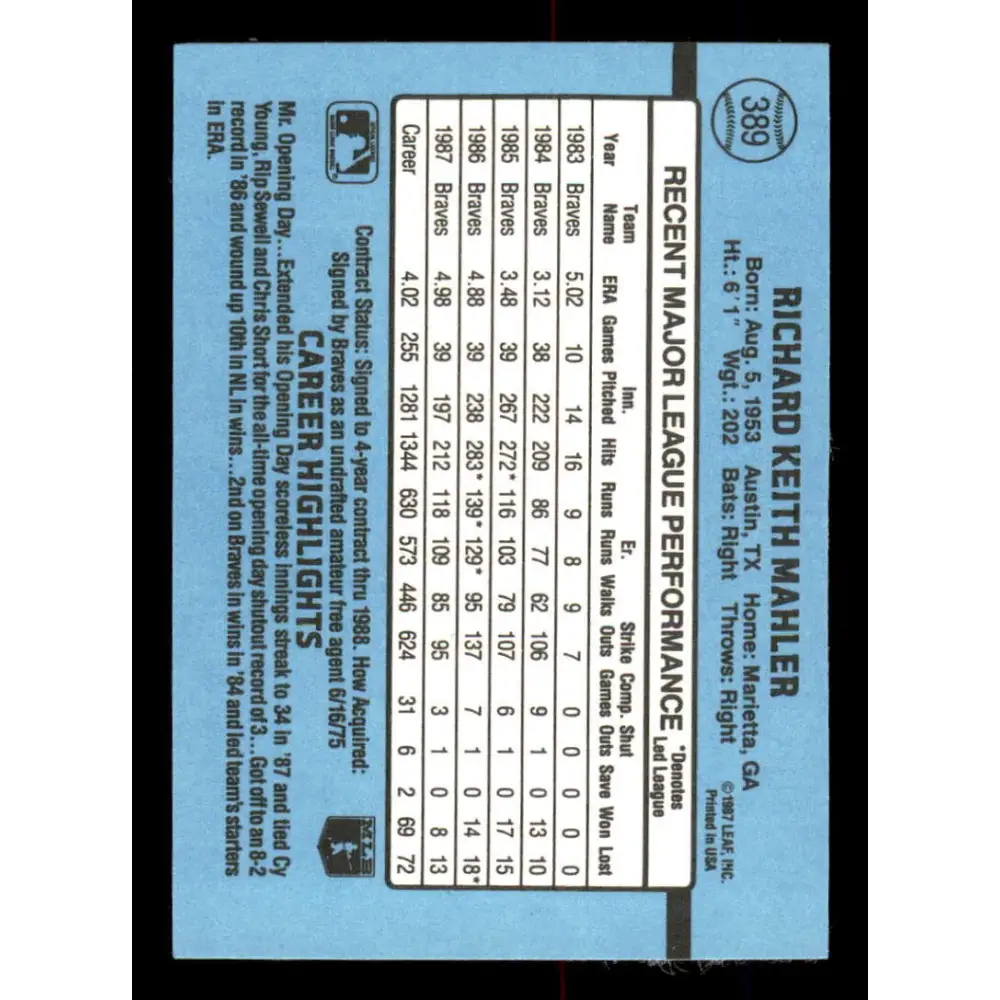 389
RICHARD KEITH MAHLER
Born: Aug. 5, 1953 Austin, TX Home: Marietta, GA
Ht.: 6'1" Wgt.: 202 Bats: Right Throws: Right
©1987 LEAF, INC.
Printed in USA
RECENT MAJOR LEAGUE PERFORMANCE *Denotes
Led League
Team Inn. Er. Strike Comp. Shut
Year Name ERA Games Pitched Hits Runs Runs Walks Outs Games Outs Save Won Lost
1983 Braves 5.02 10 14 16 9 8 9 7 0 0 0 0 0
1984 Braves 3.12 38 222 209 86 77 62 106 9 1 0 13 10
1985 Braves 3.48 39 267 272* 116 103 79 107 6 1 0 17 15
1986 Braves 4.88 39 238 283* 139* 129* 95 137 7 1 0 14 18*
1987 Braves 4.98 39 197 212 118 109 85 95 3 1 0 8 13
Career 4.02 255 1281 1344 630 573 446 624 31 6 2 69 72
Contract Status: Signed to 4-year contract thru 1988. How Acquired:
Signed by Braves as an undrafted amateur free agent 6/16/75
MLB
CAREER HIGHLIGHTS
Mr. Opening Day...Extended his Opening Day scoreless innings streak to 34 in '87 and tied Cy
Young, Rip Sewell and Chris Short for the all-time opening day shutout record of 3...Got off to an 8-2
record in '86 and wound up 10th in NL in wins...2nd on Braves in wins in '84 and led team's starters
in ERA.